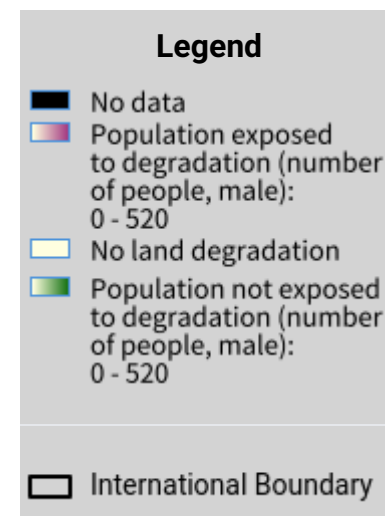 Legend
No data
Population exposed
to degradation (number
of people, male):
0 - 520
No land degradation
Population not exposed
to degradation (number
of people, male):
0 - 520
International Boundary